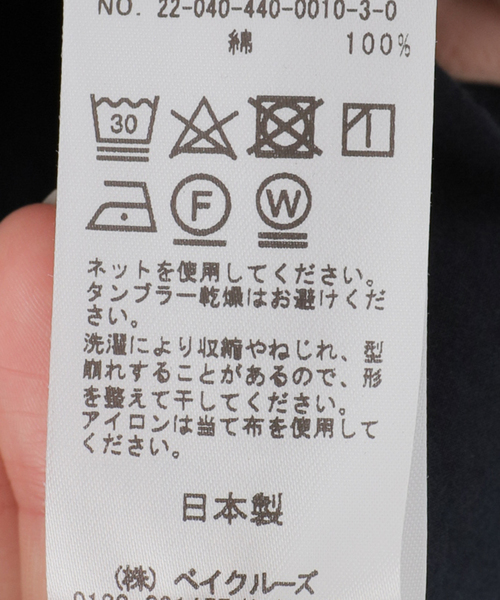 NO. 22-040-440-0010-3-0
綿 100%
30
F W
ネットを使用してください。
タンブラー乾燥はお避けくだ
さい。
洗濯により収縮やねじれ、型
崩れすることがあるので、形
を整えて干してください。
アイロンは当て布を使用して
ください。
日本製
(株) ベイクルーズ